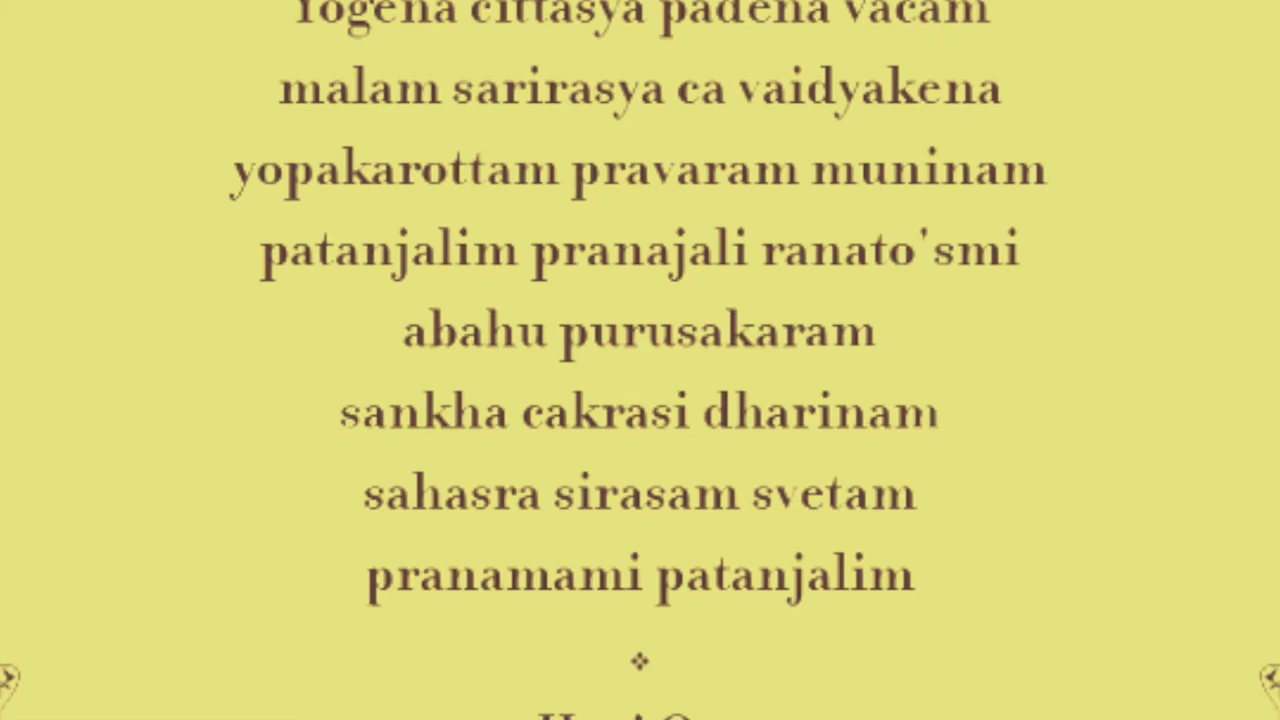 Yogena cittasya padena vacam
malam sarirasya ca vaidyakena
yopakarottam pravaram muninam
patanjalim pranajali ranato'smi
abahu purusakaram
sankha cakrasi dharinam
sahasra sirasam svetam
pranamami patanjalim